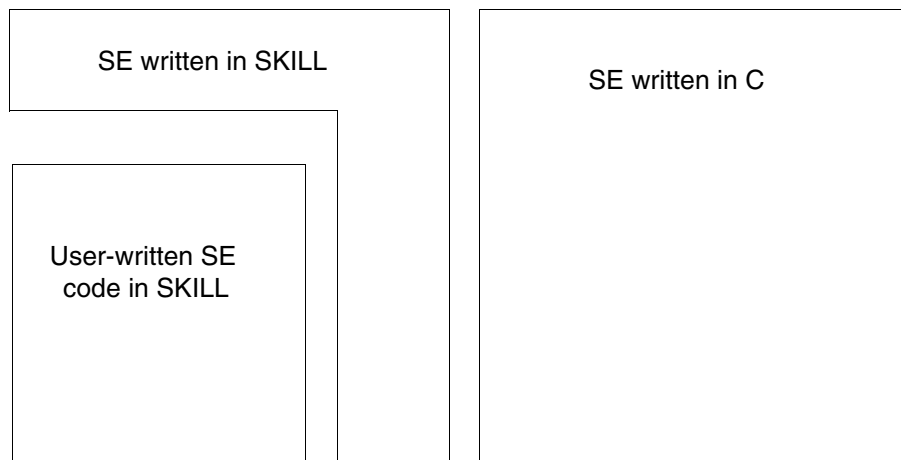 SE written in SKILL
SE written in C
User-written SE
code in SKILL